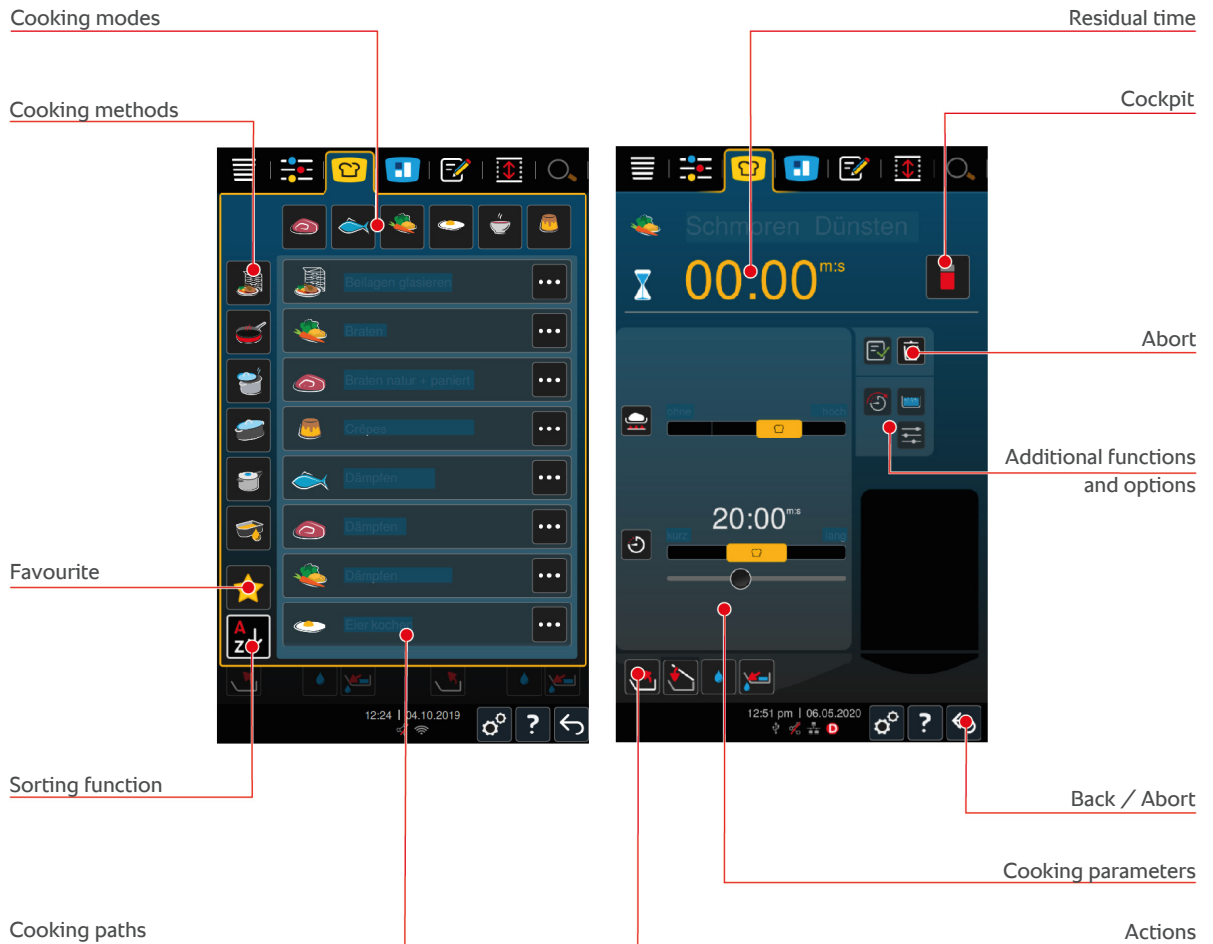 Cooking modes
Residual time
Cockpit
Cooking methods
Schmoren Dünsten
00:00 m:s
Beilagen glasieren
Braten
Braten natur + paniert
Crêpes
Dämpfen
Dämpfen
Dämpfen
Eier kochen
Abort
ohne
hoch
Additional functions
and options
20:00 m:s
kurz
lang
Favourite
A
Z
12:24 | 04.10.2019
?
12:51 pm | 06.05.2020
D
?
Sorting function
Back / Abort
Cooking parameters
Cooking paths
Actions